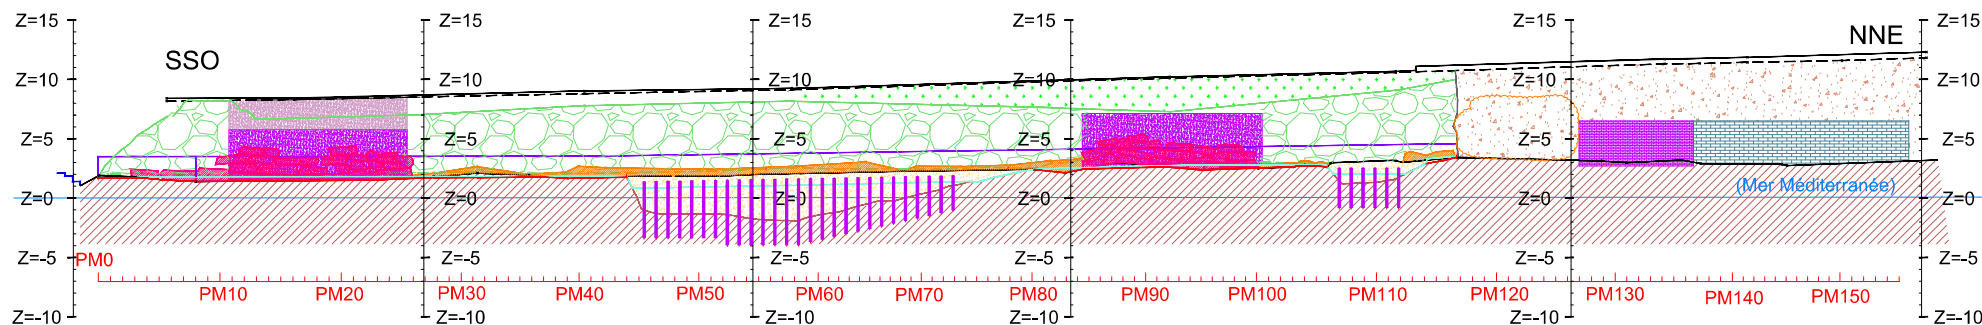 Z=15 Z=15 Z=15 Z=15 Z=15 Z=15
SSO NNE
Z=10 Z=10 Z=10 Z=10 Z=10 Z=10
Z=5 Z=5 Z=5 Z=5 Z=5 Z=5
(Mer Méditerranée)
Z=0 Z=0 Z=0 Z=0 Z=0 Z=0
Z=-5 Z=-5 Z=-5 Z=-5 Z=-5 Z=-5
PM0
PM10 PM20 PM30 PM40 PM50 PM60 PM70 PM80 PM90 PM100 PM110 PM120 PM130 PM140 PM150
Z=-10 Z=-10 Z=-10 Z=-10 Z=-10 Z=-10